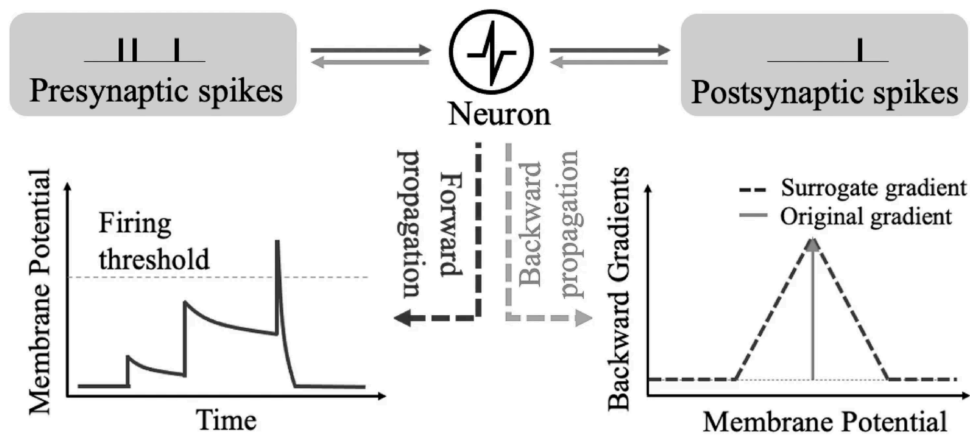 Presynaptic spikes
Neuron
Postsynaptic spikes
Forward
propagation
Backward
propagation
Membrane Potential
Firing
threshold
Time
Backward Gradients
Surrogate gradient
Original gradient
Membrane Potential